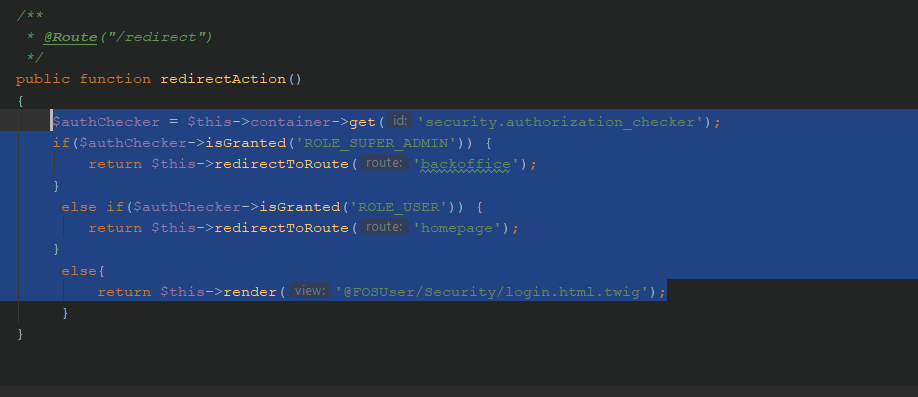 /**
 * @Route("/redirect")
 */
public function redirectAction()
{
    $authChecker = $this->container->get( id: 'security.authorization_checker');
    if($authChecker->isGranted('ROLE_SUPER_ADMIN')) {
        return $this->redirectToRoute( route: 'backoffice');
    }
     else if($authChecker->isGranted('ROLE_USER')) {
        return $this->redirectToRoute( route: 'homepage');
    }
     else{
         return $this->render( view: '@FOSUser/Security/login.html.twig');
     }
}